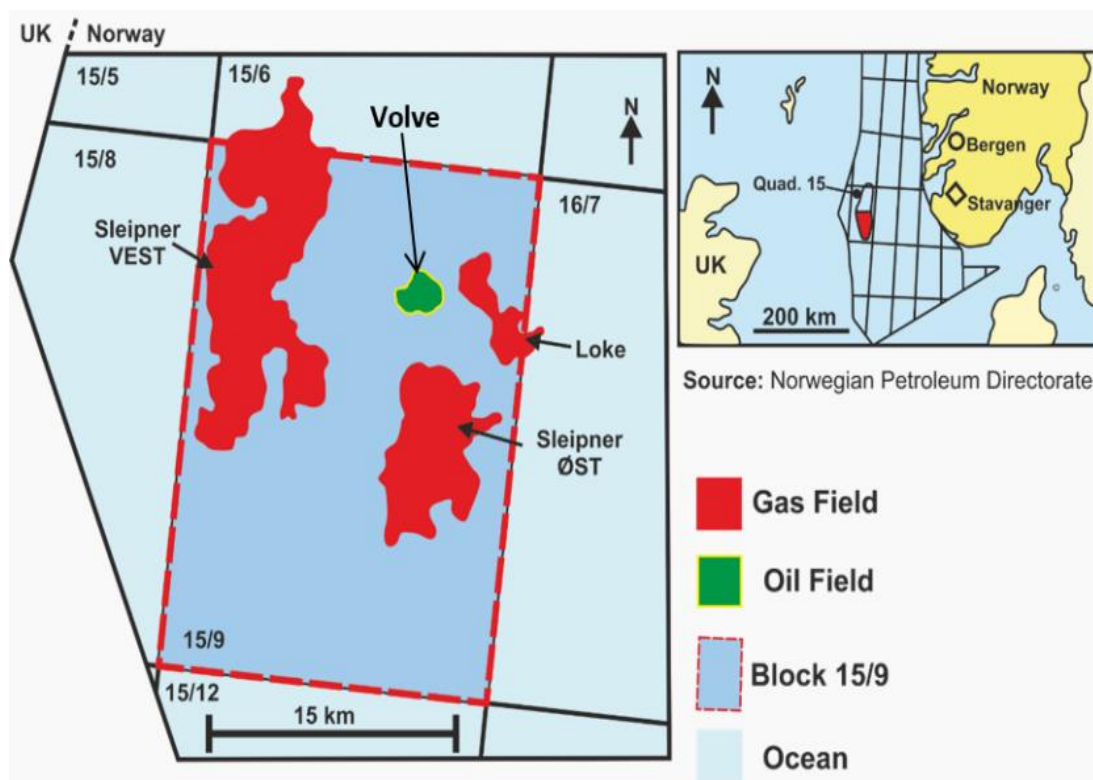 UK
Norway
15/5
15/6
Volve
N
15/8
16/7
Sleipner
VEST
Loke
Sleipner
ØST
15/9
15/12
15 km
N
Norway
Bergen
Quad. 15
Stavanger
UK
200 km
©
Source: Norwegian Petroleum Directorate
Gas Field
Oil Field
Block 15/9
Ocean